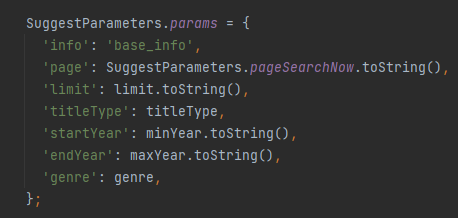 SuggestParameters.params = {
'info': 'base_info',
'page': SuggestParameters.pageSearchNow.toString(),
'limit': limit.toString(),
'titleType': titleType,
'startYear': minYear.toString(),
'endYear': maxYear.toString(),
'genre': genre,
};